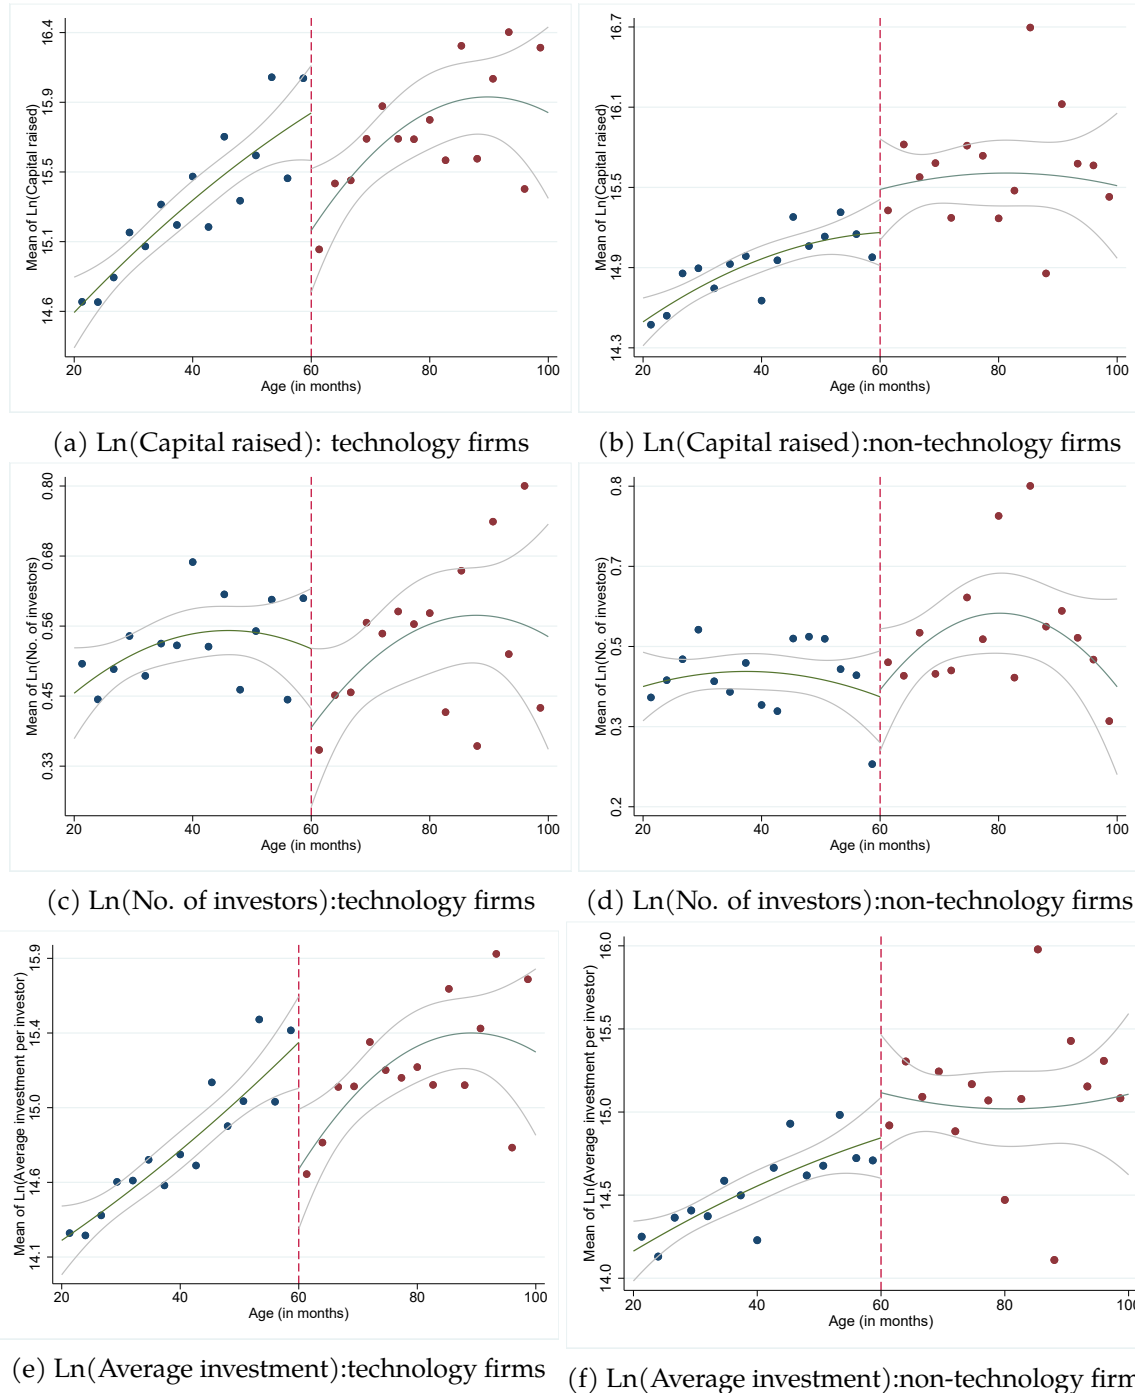 Mean of Ln(Capital raised)
16.4
15.9
15.5
15.1
14.6
20 40 60 80 100
Age (in months)
(a) Ln(Capital raised): technology firms
Mean of Ln(Capital raised)
16.7
16.1
15.5
14.9
14.3
20 40 60 80 100
Age (in months)
(b) Ln(Capital raised):non-technology firms
Mean of Ln(No. of investors)
0.80
0.68
0.56
0.45
0.33
20 40 60 80 100
Age (in months)
(c) Ln(No. of investors):technology firms
Mean of Ln(No. of investors)
0.8
0.7
0.5
0.3
0.2
20 40 60 80 100
Age (in months)
(d) Ln(No. of investors):non-technology firms
Mean of Ln(Average investment per investor)
15.9
15.4
15.0
14.6
14.1
20 40 60 80 100
Age (in months)
(e) Ln(Average investment):technology firms
Mean of Ln(Average investment per investor)
16.0
15.5
15.0
14.5
14.0
20 40 60 80 100
Age (in months)
(f) Ln(Average investment):non-technology firm